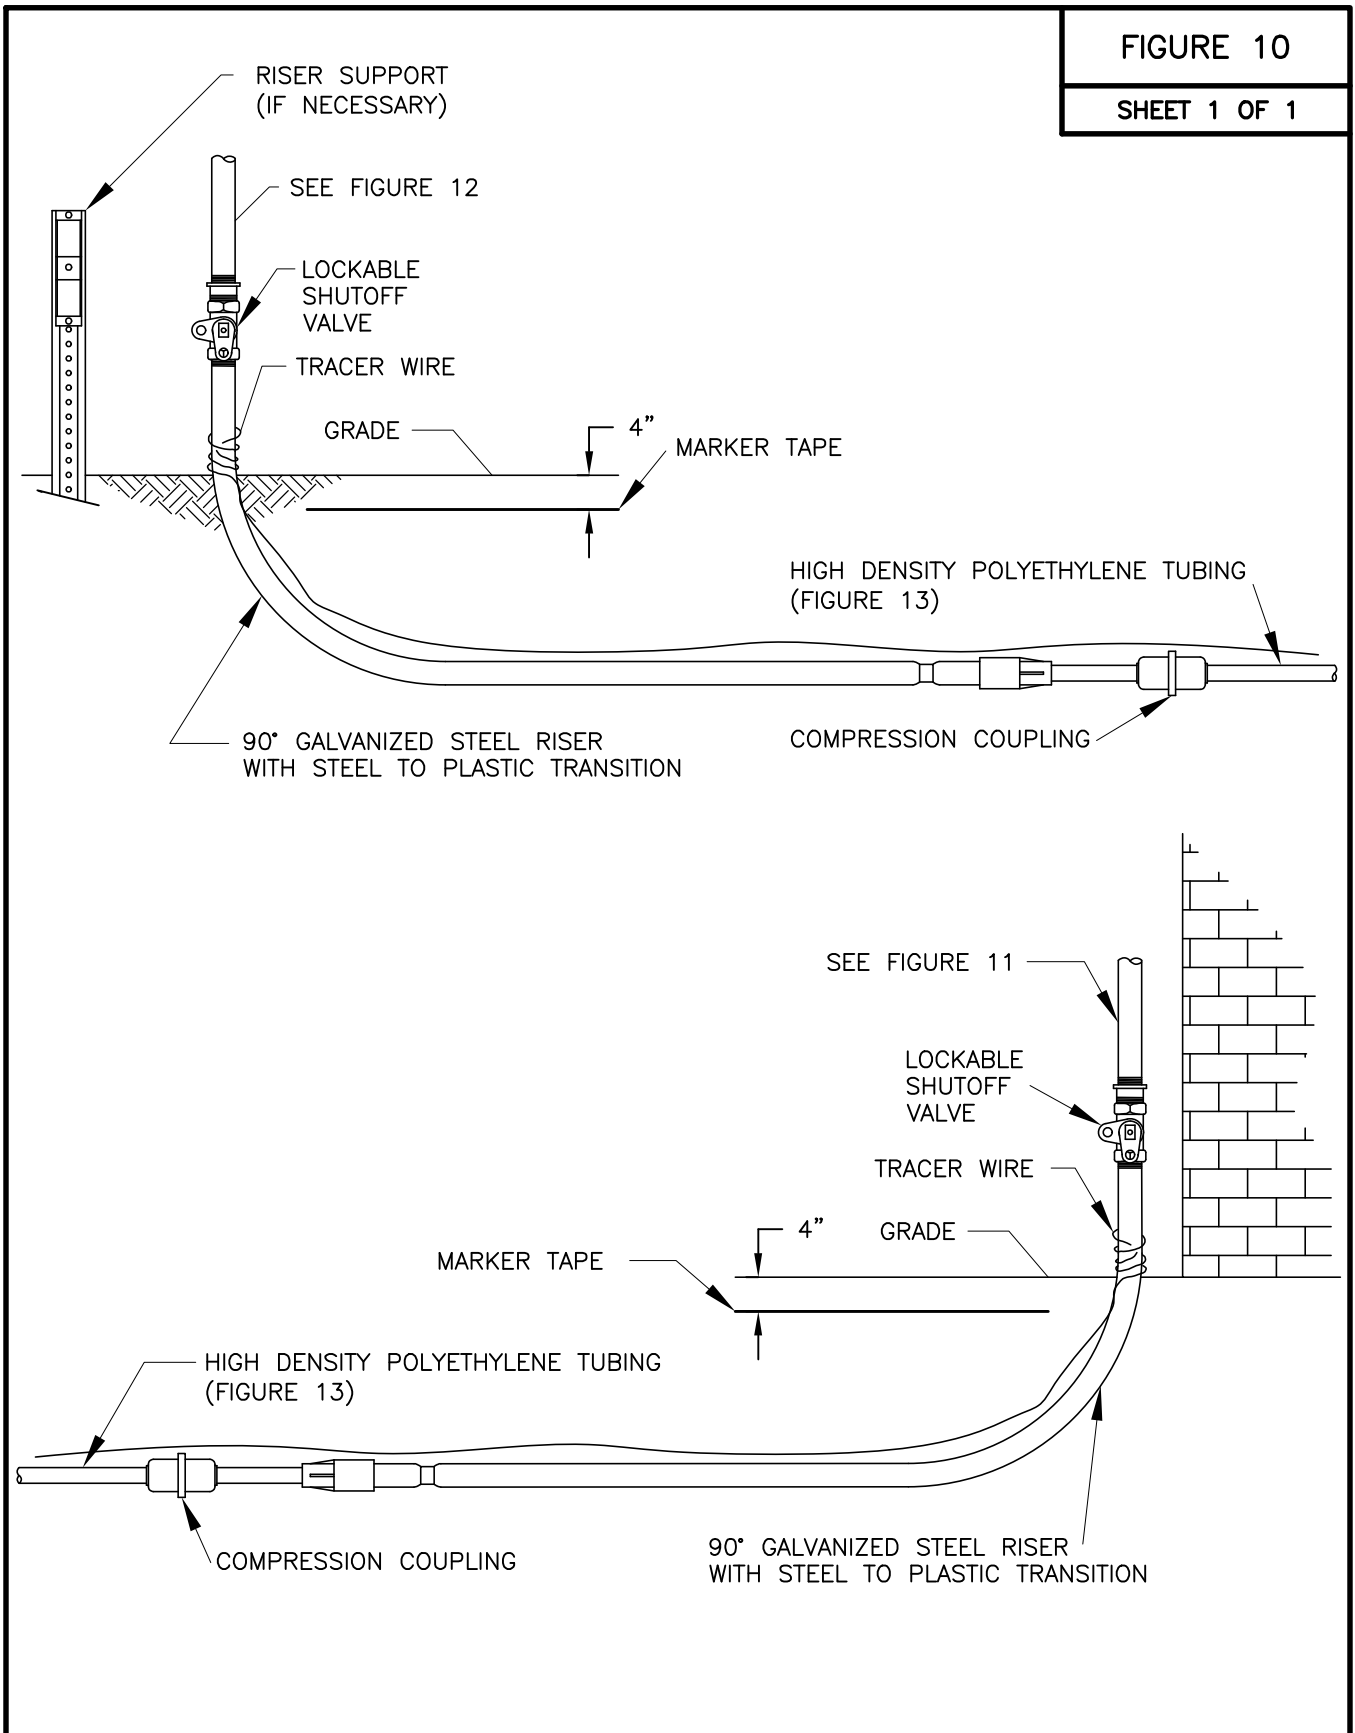 FIGURE 10
SHEET 1 OF 1
RISER SUPPORT
(IF NECESSARY)
SEE FIGURE 12
LOCKABLE
SHUTOFF
VALVE
TRACER WIRE
GRADE
4"
MARKER TAPE
HIGH DENSITY POLYETHYLENE TUBING
(FIGURE 13)
90° GALVANIZED STEEL RISER
WITH STEEL TO PLASTIC TRANSITION
COMPRESSION COUPLING
SEE FIGURE 11
LOCKABLE
SHUTOFF
VALVE
TRACER WIRE
4"
GRADE
MARKER TAPE
HIGH DENSITY POLYETHYLENE TUBING
(FIGURE 13)
COMPRESSION COUPLING
90° GALVANIZED STEEL RISER
WITH STEEL TO PLASTIC TRANSITION